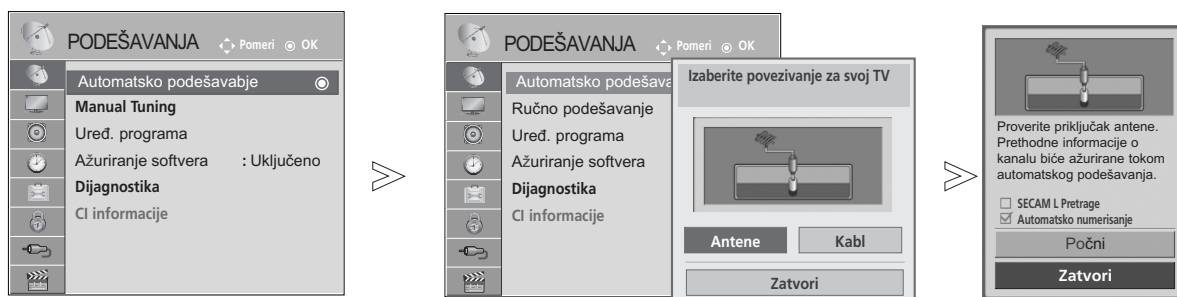 PODEŠAVANJA Pomeri OK
Automatsko podešavabje
Manual Tuning
Uređ. programa
Ažuriranje softvera : Uključeno
Dijagnostika
CI informacije
PODEŠAVANJA Pomeri OK
Automatsko podešava
Ručno podešavanje
Uređ. programa
Ažuriranje softvera
Dijagnostika
CI informacije
Izaberite povezivanje za svoj TV
Antene Kabl
Zatvori
Proverite priključak antene.
Prethodne informacije o
kanalu biće ažurirane tokom
automatskog podešavanja.
SECAM L Pretrage
Automatsko numerisanje
Počni
Zatvori